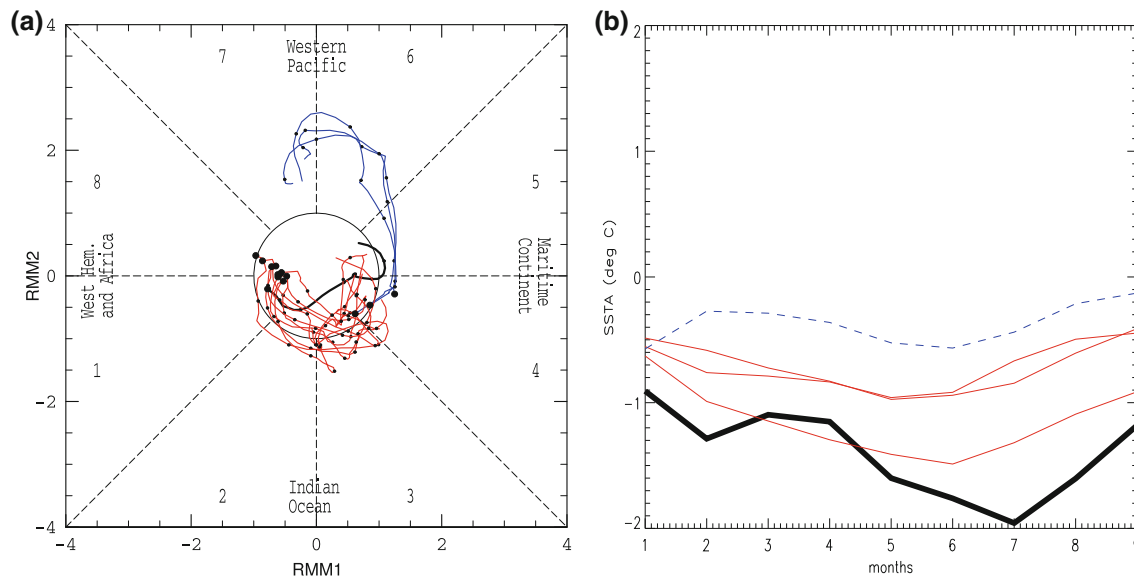 (a)
4
2
0
−2
−4
RMM2
−4
−2
0
2
4
RMM1
7
Western
Pacific
6
8
5
West Hem.
and Africa
Maritime
Continent
1
4
2
Indian
Ocean
3
(b)
2
1
0
−1
−2
SSTA (deg C)
1
2
3
4
5
6
7
8
9
months